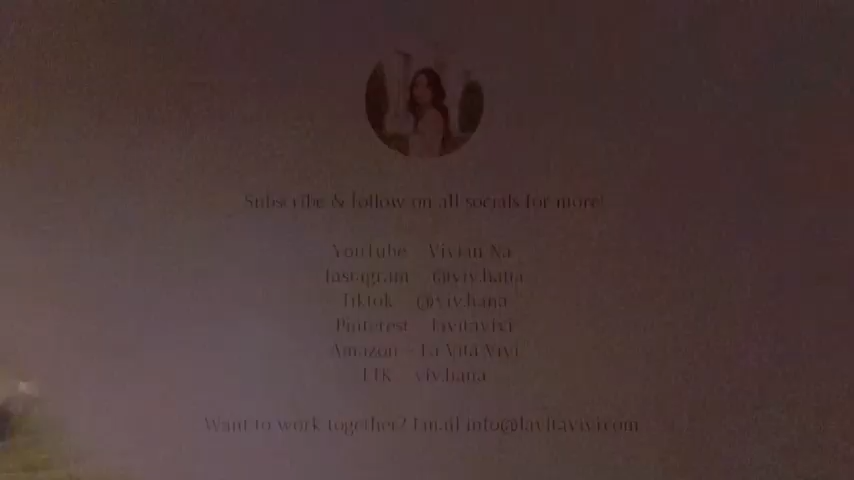 Subscribe & follow on all socials for more!
YouTube - Vivian Na
Instagram - @viv.hana
Tiktok - @viv.hana
Pinterest - lavitavivi
Amazon - La Vita Vivi
LTK - viv.hana
Want to work together? Email info@lavitavivi.com